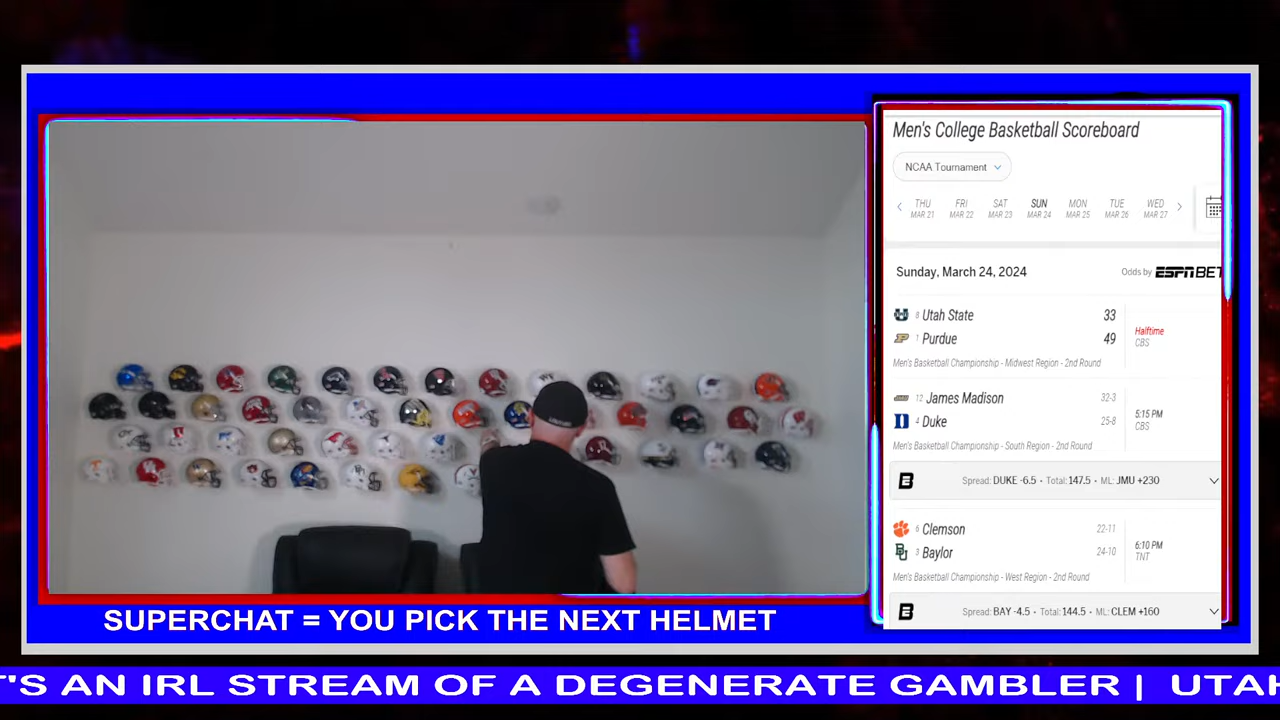 Men's College Basketball Scoreboard
NCAA Tournament
THU FRI SAT SUN MON TUE WED
MAR 21 MAR 22 MAR 23 MAR 24 MAR 25 MAR 26 MAR 27
Sunday, March 24, 2024
Odds by ESPN BET
8 Utah State 33
1 Purdue 49
Halftime
CBS
Men's Basketball Championship - Midwest Region - 2nd Round
12 James Madison 32-3
4 Duke 25-8
5:15 PM
CBS
Men's Basketball Championship - South Region - 2nd Round
Spread: DUKE -6.5 • Total: 147.5 • ML: JMU +230
6 Clemson 22-11
3 Baylor 24-10
6:10 PM
TNT
Men's Basketball Championship - West Region - 2nd Round
Spread: BAY -4.5 • Total: 144.5 • ML: CLEM +160
SUPERCHAT = YOU PICK THE NEXT HELMET
T'S AN IRL STREAM OF A DEGENERATE GAMBLER | UTAH